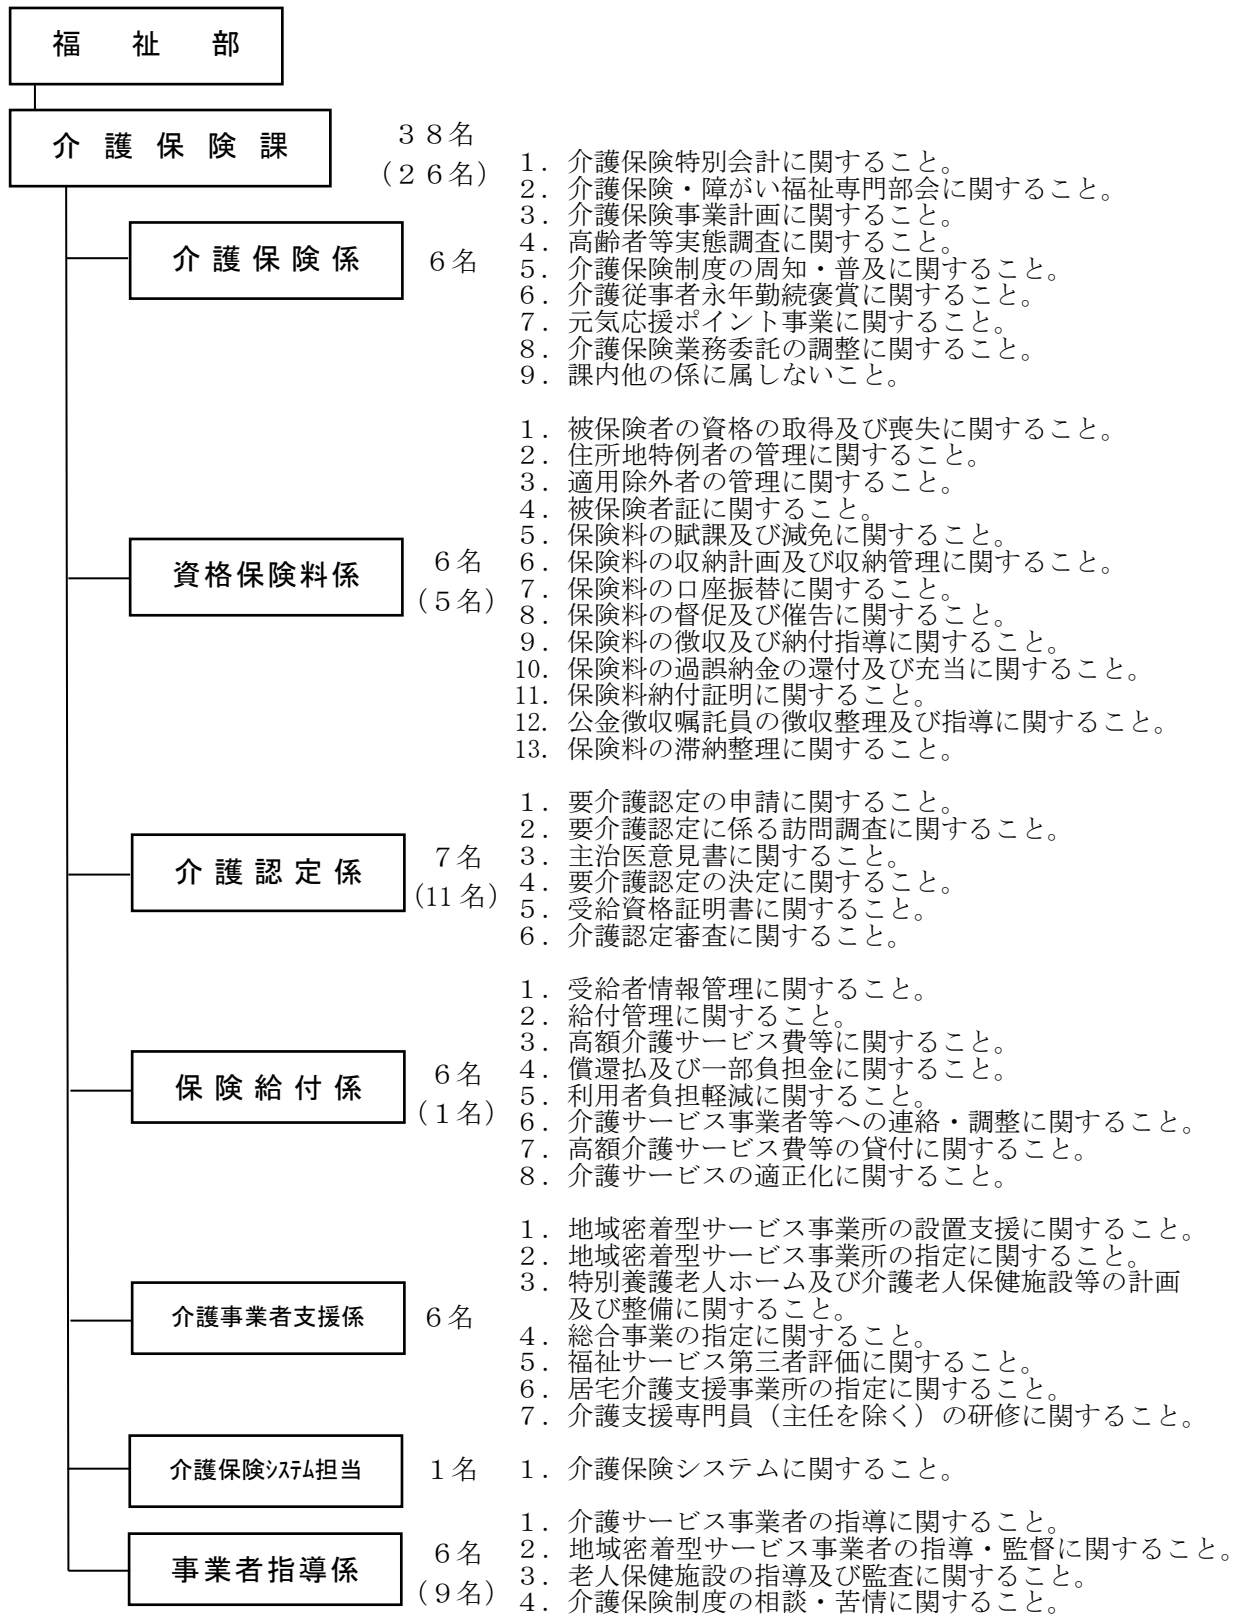 福　祉　部
介護保険課
３８名
（２６名）
介護保険係
６名
１．介護保険特別会計に関すること。
２．介護保険・障がい福祉専門部会に関すること。
３．介護保険事業計画に関すること。
４．高齢者等実態調査に関すること。
５．介護保険制度の周知・普及に関すること。
６．介護従事者永年勤続褒賞に関すること。
７．元気応援ポイント事業に関すること。
８．介護保険業務委託の調整に関すること。
９．課内他の係に属しないこと。
資格保険料係
６名
（５名）
１．被保険者の資格の取得及び喪失に関すること。
２．住所地特例者の管理に関すること。
３．適用除外者の管理に関すること。
４．被保険者証に関すること。
５．保険料の賦課及び減免に関すること。
６．保険料の収納計画及び収納管理に関すること。
７．保険料の口座振替に関すること。
８．保険料の督促及び催告に関すること。
９．保険料の徴収及び納付指導に関すること。
10．保険料の過誤納金の還付及び充当に関すること。
11．保険料納付証明に関すること。
12．公金徴収嘱託員の徴収整理及び指導に関すること。
13．保険料の滞納整理に関すること。
介護認定係
７名
（11 名）
１．要介護認定の申請に関すること。
２．要介護認定に係る訪問調査に関すること。
３．主治医意見書に関すること。
４．要介護認定の決定に関すること。
５．受給資格証明書に関すること。
６．介護認定審査に関すること。
保険給付係
６名
（１名）
１．受給者情報管理に関すること。
２．給付管理に関すること。
３．高額介護サービス費等に関すること。
４．償還払及び一部負担金に関すること。
５．利用者負担軽減に関すること。
６．介護サービス事業者等への連絡・調整に関すること。
７．高額介護サービス費等の貸付に関すること。
８．介護サービスの適正化に関すること。
介護事業者支援係
６名
１．地域密着型サービス事業所の設置支援に関すること。
２．地域密着型サービス事業所の指定に関すること。
３．特別養護老人ホーム及び介護老人保健施設等の計画
及び整備に関すること。
４．総合事業の指定に関すること。
５．福祉サービス第三者評価に関すること。
６．居宅介護支援事業所の指定に関すること。
７．介護支援専門員（主任を除く）の研修に関すること。
介護保険ｼｽﾃﾑ担当
１名
１．介護保険システムに関すること。
事業者指導係
６名
（９名）
１．介護サービス事業者の指導に関すること。
２．地域密着型サービス事業者の指導・監督に関すること。
３．老人保健施設の指導及び監査に関すること。
４．介護保険制度の相談・苦情に関すること。